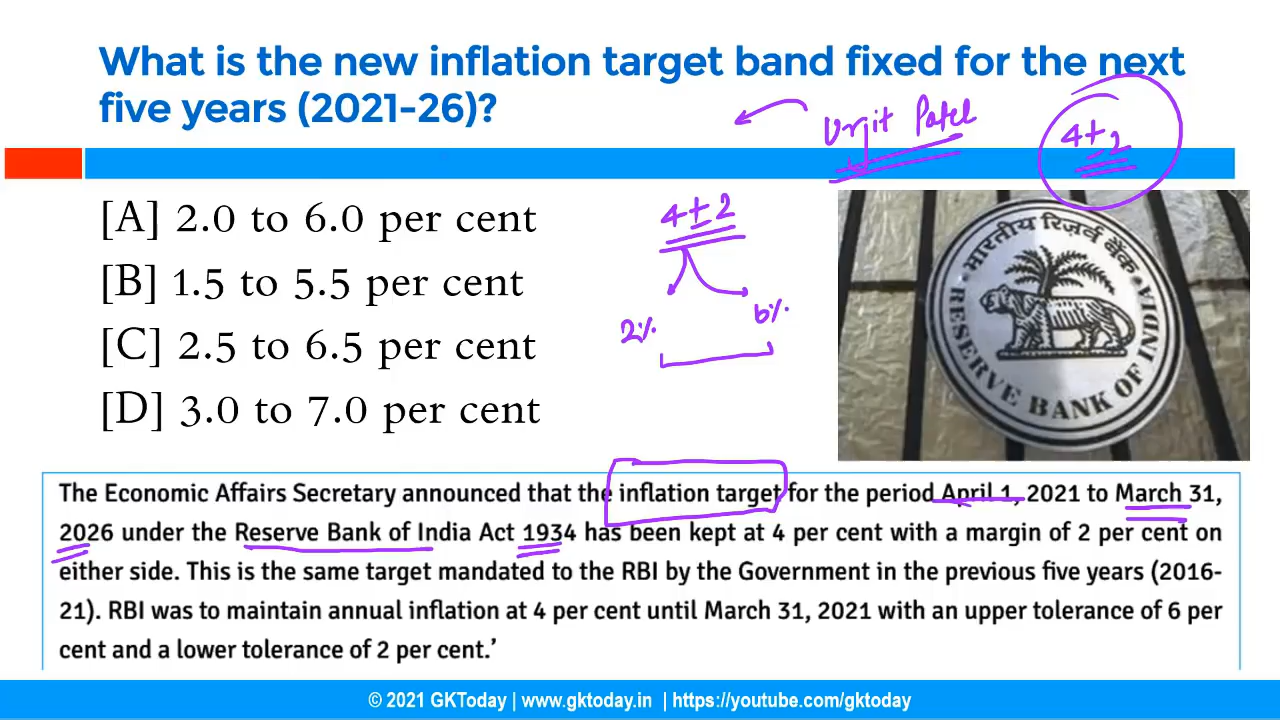 What is the new inflation target band fixed for the next
five years (2021-26)?
Urjit Patel
4±2
[A] 2.0 to 6.0 per cent
[B] 1.5 to 5.5 per cent
[C] 2.5 to 6.5 per cent
[D] 3.0 to 7.0 per cent
4±2
2%
6%
भारतीय रिज़र्व बैंक
RESERVE BANK OF INDIA
The Economic Affairs Secretary announced that the inflation target for the period April 1, 2021 to March 31,
2026 under the Reserve Bank of India Act 1934 has been kept at 4 per cent with a margin of 2 per cent on
either side. This is the same target mandated to the RBI by the Government in the previous five years (2016-
21). RBI was to maintain annual inflation at 4 per cent until March 31, 2021 with an upper tolerance of 6 per
cent and a lower tolerance of 2 per cent.’
© 2021 GKToday | www.gktoday.in | https://youtube.com/gktoday